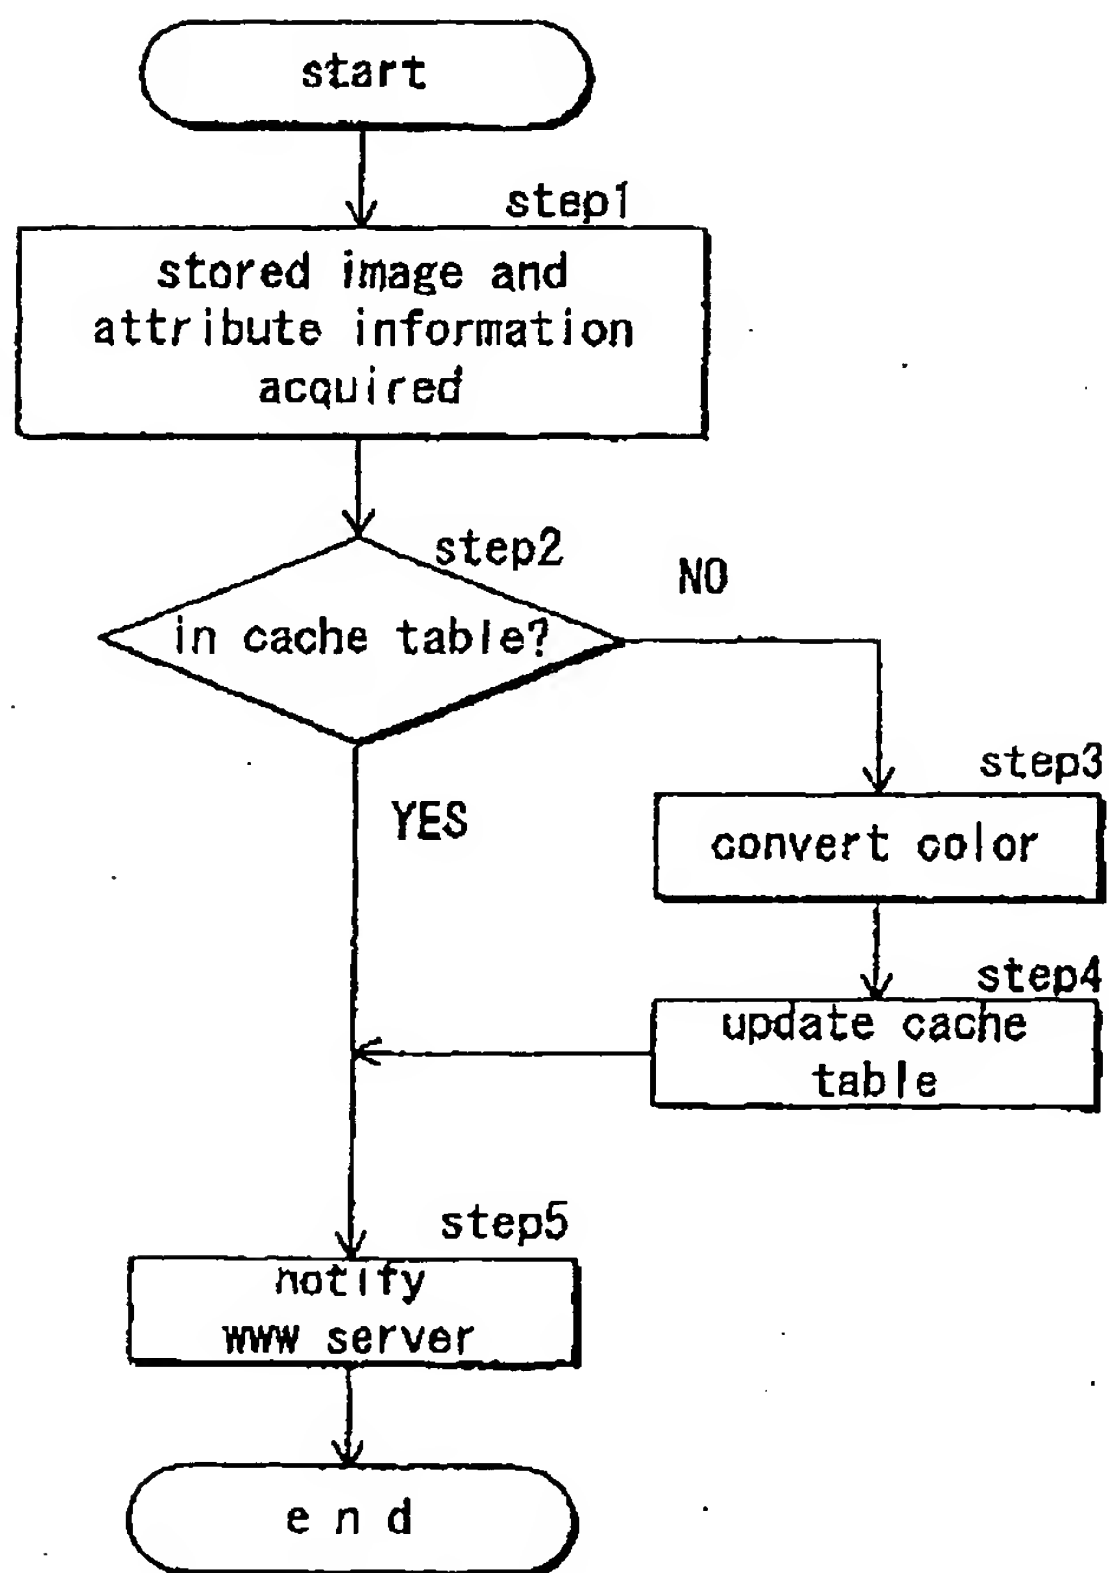 start
step1
stored image and
attribute information
acquired
step2
NO
in cache table?
step3
YES
convert color
step4
update cache
table
step5
notify
www server
end